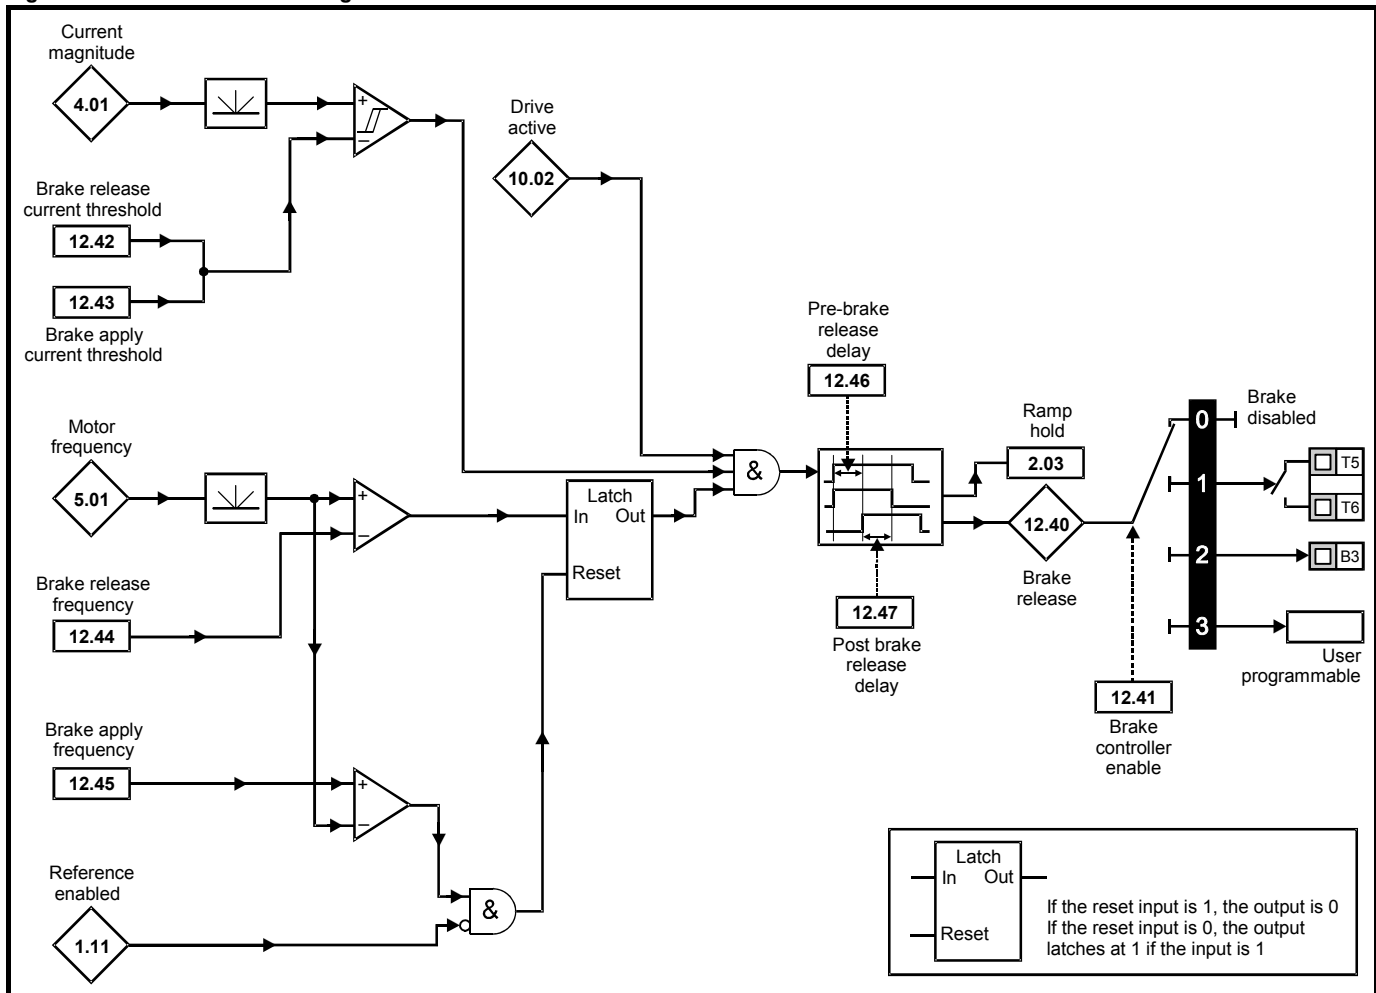 Current
magnitude
4.01
+
−
Drive
active
10.02
Brake release
current threshold
12.42
12.43
Brake apply
current threshold
Pre-brake
release
delay
12.46
Motor
frequency
5.01
+
−
Latch
In Out
Reset
&
Ramp
hold
2.03
12.40
Brake
release
0
Brake
disabled
1
T5
T6
2
B3
3
User
programmable
Brake release
frequency
12.44
12.47
Post brake
release
delay
12.41
Brake
controller
enable
Brake apply
frequency
12.45
+
−
Reference
enabled
1.11
&
Latch
In Out
Reset
If the reset input is 1, the output is 0
If the reset input is 0, the output
latches at 1 if the input is 1